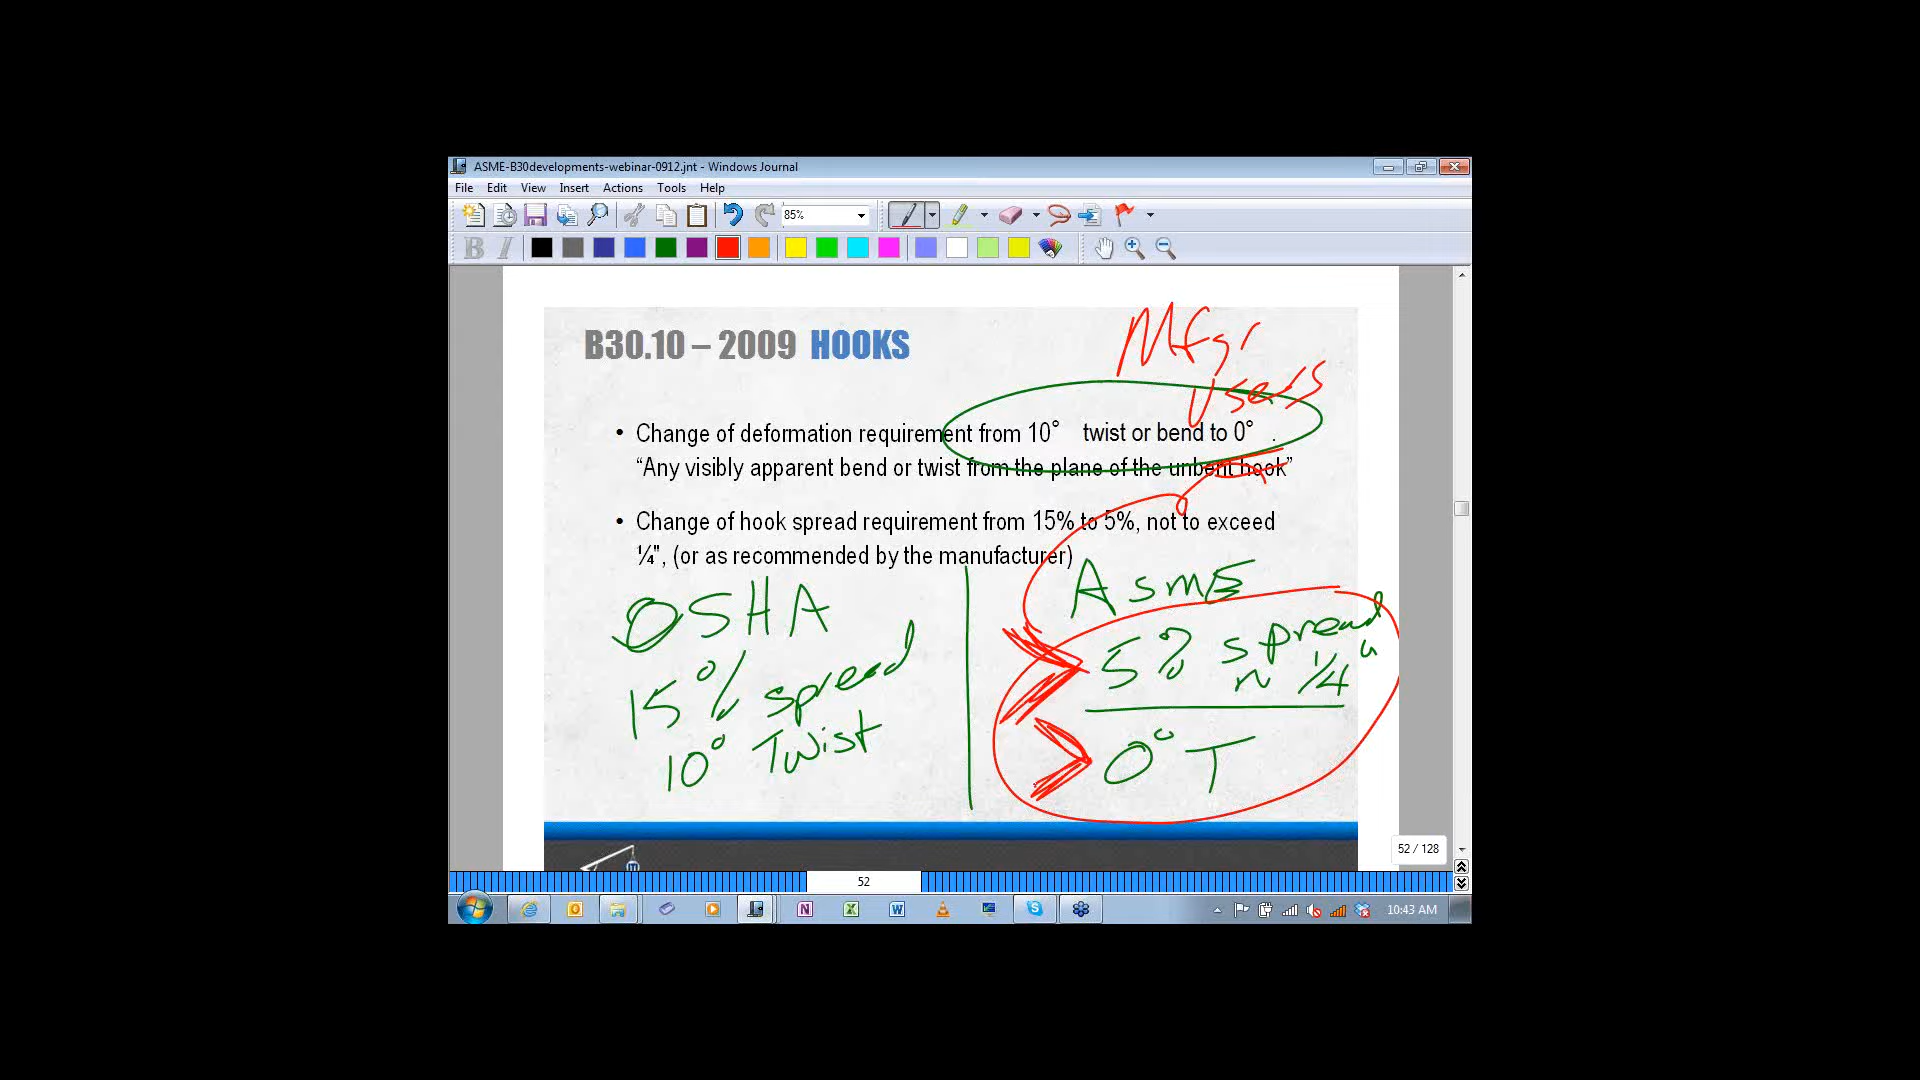 ASME-B30developments-webinar-0912.jnt - Windows Journal
File Edit View Insert Actions Tools Help
85%
B I
B30.10 – 2009 HOOKS
Mfgr
Users
• Change of deformation requirement from 10° twist or bend to 0° .
“Any visibly apparent bend or twist from the plane of the unbent hook”
• Change of hook spread requirement from 15% to 5%, not to exceed
¼", (or as recommended by the manufacturer)
OSHA
15% spread
10° Twist
ASME
5% spread
1/4"
0° T
52 / 128
52
10:43 AM